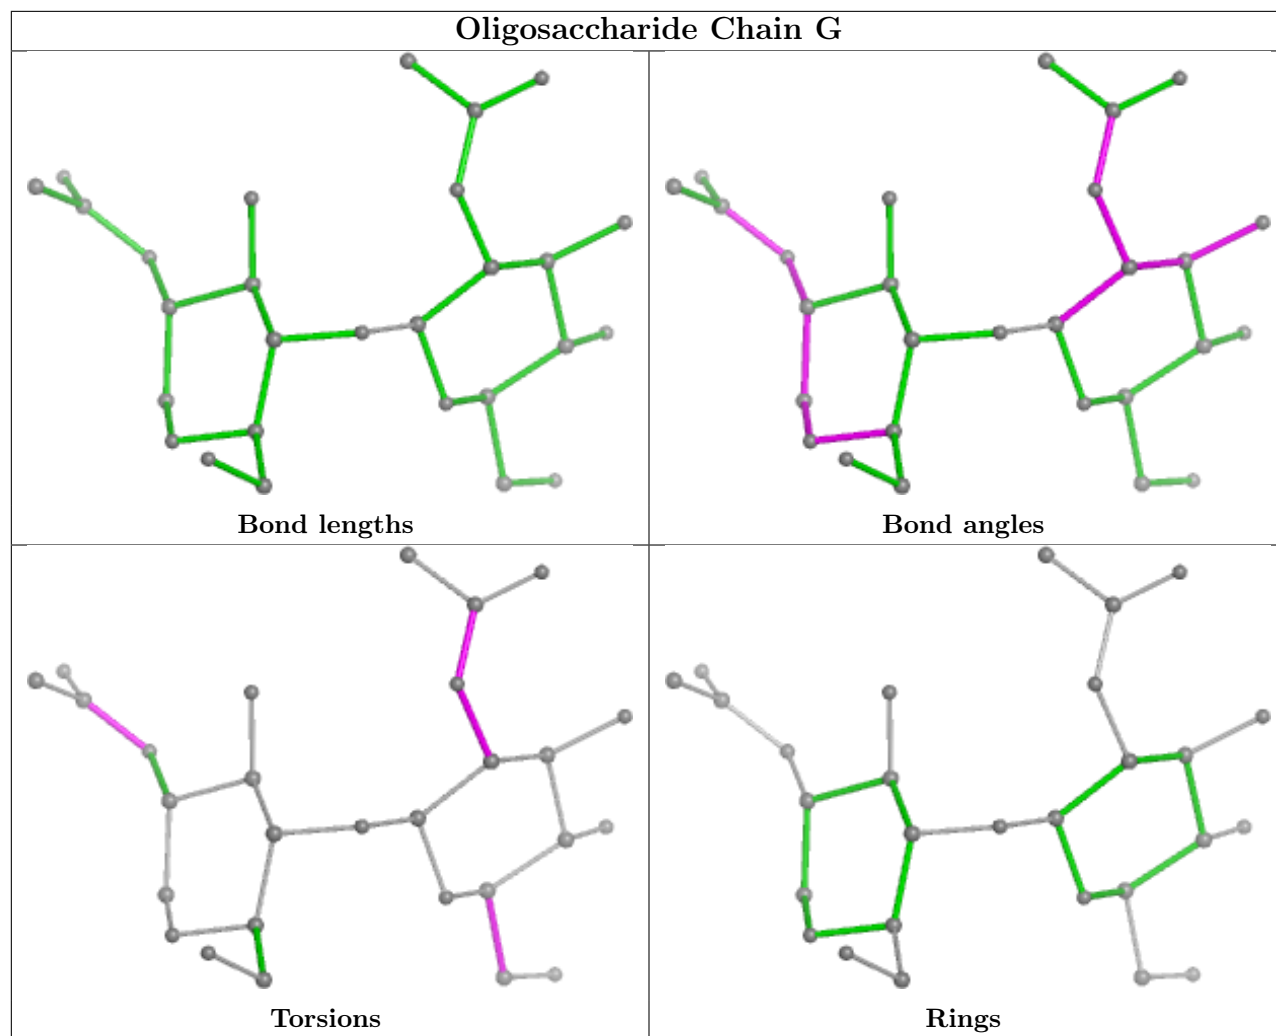 Oligosaccharide Chain G
Bond lengths
Bond angles
Torsions
Rings